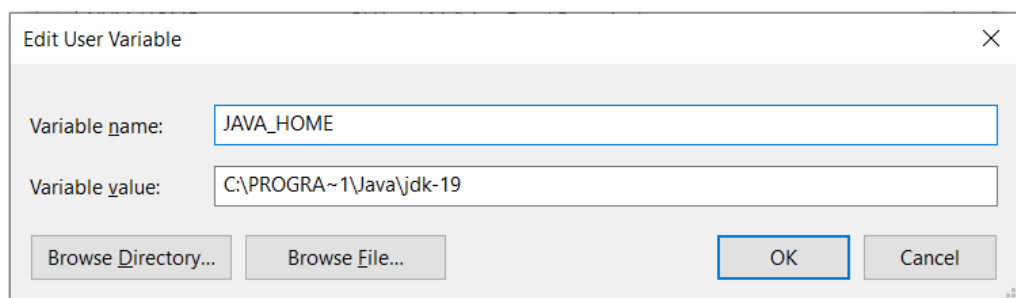 Edit User Variable
Variable name:
JAVA_HOME
Variable value:
C:\PROGRA~1\Java\jdk-19
Browse Directory...
Browse File...
OK
Cancel